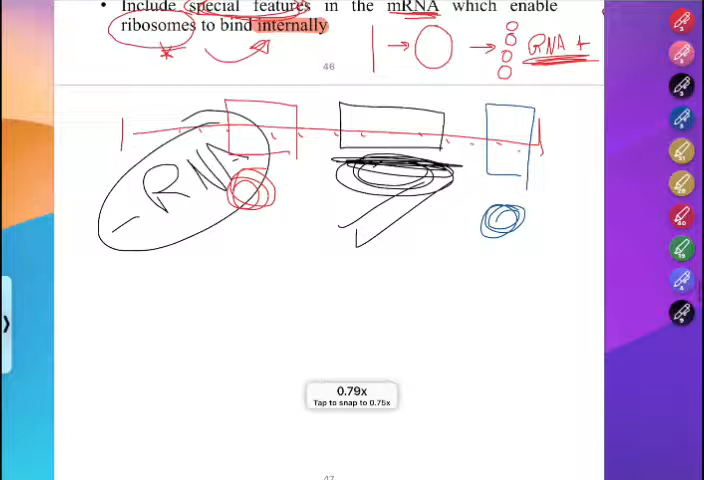 • Include special features in the mRNA which enable
ribosomes to bind internally
RNA +
46
- RNA
0.79x
Tap to snap to 0.75x
47